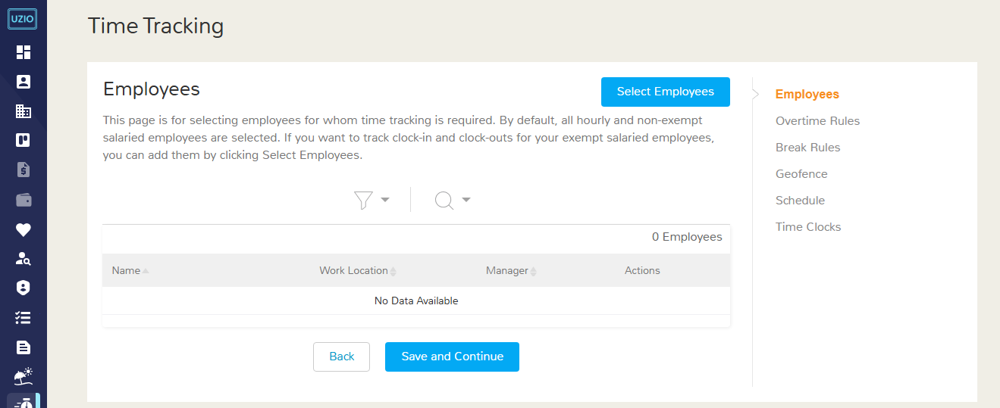 UZIO
Time Tracking
Employees
Select Employees
This page is for selecting employees for whom time tracking is required. By default, all hourly and non-exempt
salaried employees are selected. If you want to track clock-in and clock-outs for your exempt salaried employees,
you can add them by clicking Select Employees.
0 Employees
Name Work Location Manager Actions
No Data Available
Back Save and Continue
Employees
Overtime Rules
Break Rules
Geofence
Schedule
Time Clocks